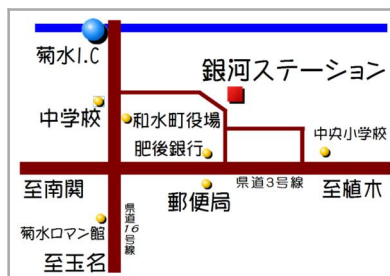 菊水I.C
銀河ステーション
中学校
和水町役場
肥後銀行
中央小学校
至南関
県道3号線
至植木
郵便局
菊水ロマン館
県道16号線
至玉名